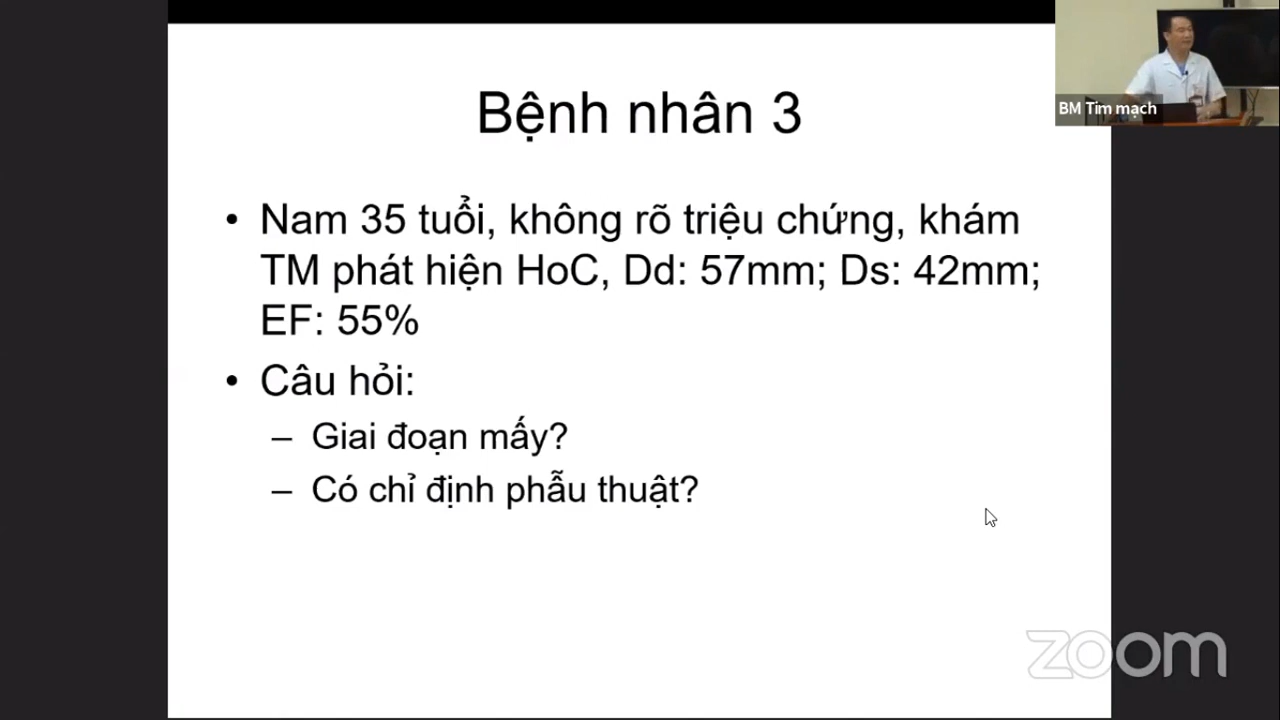 Bệnh nhân 3
BM Tim mạch
• Nam 35 tuổi, không rõ triệu chứng, khám
TM phát hiện HoC, Dd: 57mm; Ds: 42mm;
EF: 55%
• Câu hỏi:
– Giai đoạn mấy?
– Có chỉ định phẫu thuật?
zoom